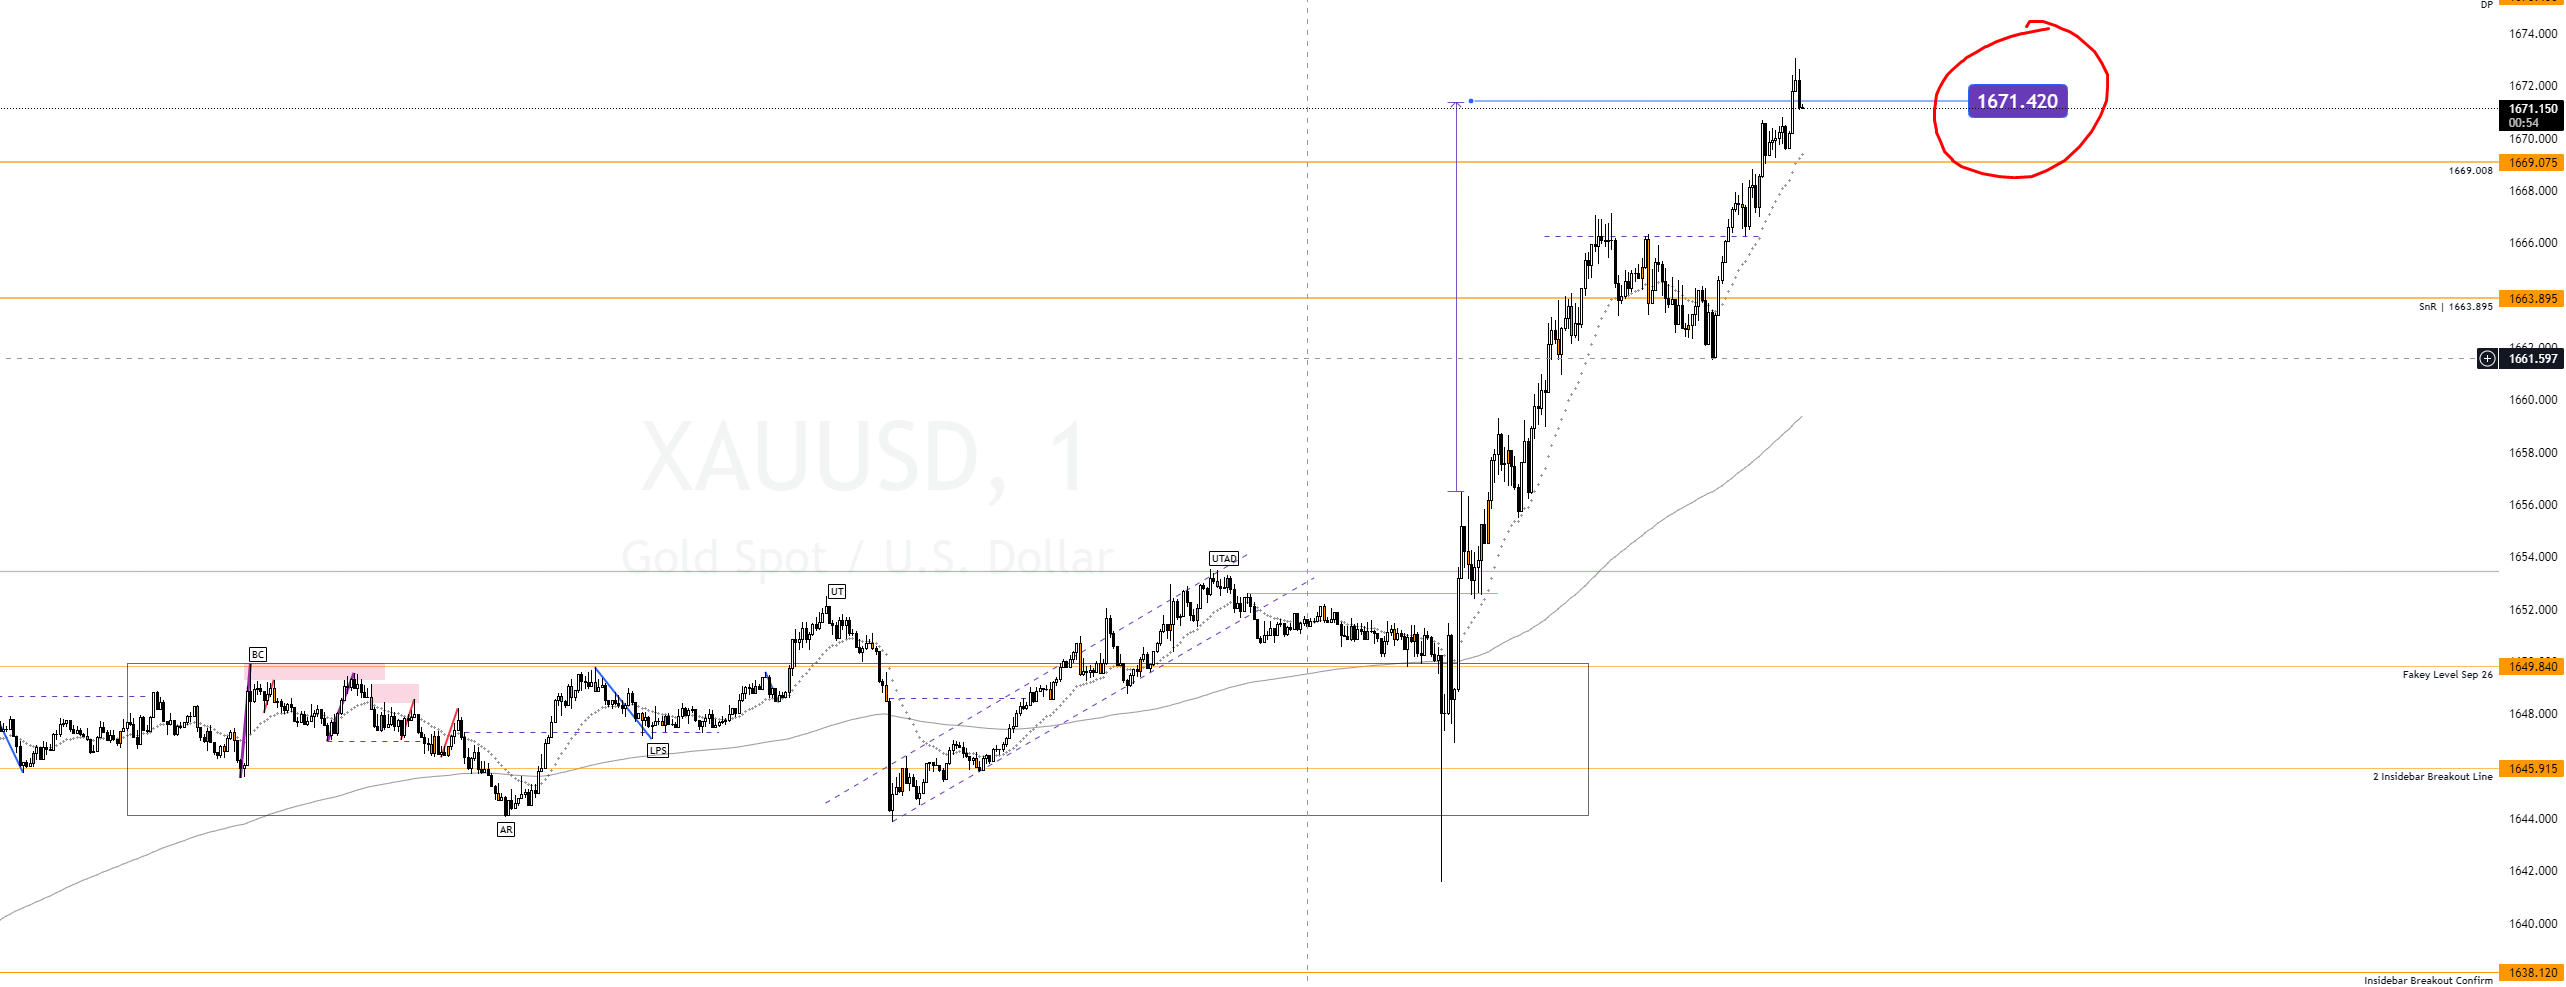 DP
1674.000
1672.000
1671.420
1671.150
00:54
1670.000
1669.075
1669.008
1668.000
1666.000
1663.895
SnR | 1663.895
1661.597
1660.000
XAUUSD, 1
1658.000
1656.000
Gold Spot / U.S. Dollar
1654.000
UTAD
UT
1652.000
BC
1649.840
Fakey Level Sep 26
1648.000
LPS
1645.915
2 Insidebar Breakout Line
1644.000
AR
1642.000
1640.000
1638.120
Insidebar Breakout Confirm